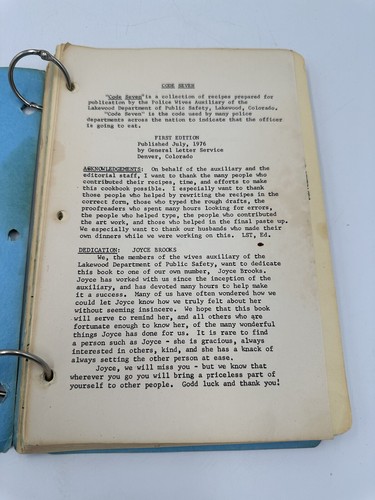 CODE SEVEN
"Code Seven" is a collection of recipes prepared for
publication by the Police Wives Auxiliary of the
Lakewood Department of Public Safety, Lakewood, Colorado.
"Code Seven" is the code used by many police
departments across the nation to indicate that the officer
is going to eat.
FIRST EDITION
Published July, 1976
by General Letter Service
Denver, Colorado
ACKNOWLEDGEMENTS: On behalf of the auxiliary and the
editorial staff, I want to thank the many people who
contributed their recipes, time, and efforts to make
this cookbook possible. I especially want to thank
those people who helped by rewriting the recipes in the
correct form, those who typed the rough drafts, the
proofreaders who spent many hours looking for errors,
the people who helped type, the people who contributed
the art work, and those who helped in the final paste up.
We especially want to thank our husbands who made their
own dinners while we were working on this. LST, Ed.
DEDICATION: JOYCE BROOKS
We, the members of the wives auxiliary of the
Lakewood Department of Public Safety, want to dedicate
this book to one of our own number, Joyce Brooks.
Joyce has worked with us since the inception of the
auxiliary, and has devoted many hours to help make
it a success. Many of us have often wondered how we
could let Joyce know how we truly felt about her
without seeming insincere. We hope that this book
will serve to remind her, and all others who are
fortunate enough to know her, of the many wonderful
things Joyce has done for us. It is rare to find
a person such as Joyce - she is gracious, always
interested in others, kind, and she has a knack of
always setting the other person at ease.
Joyce, we will miss you - but we know that
wherever you go you will bring a priceless part of
yourself to other people. Godd luck and thank you!